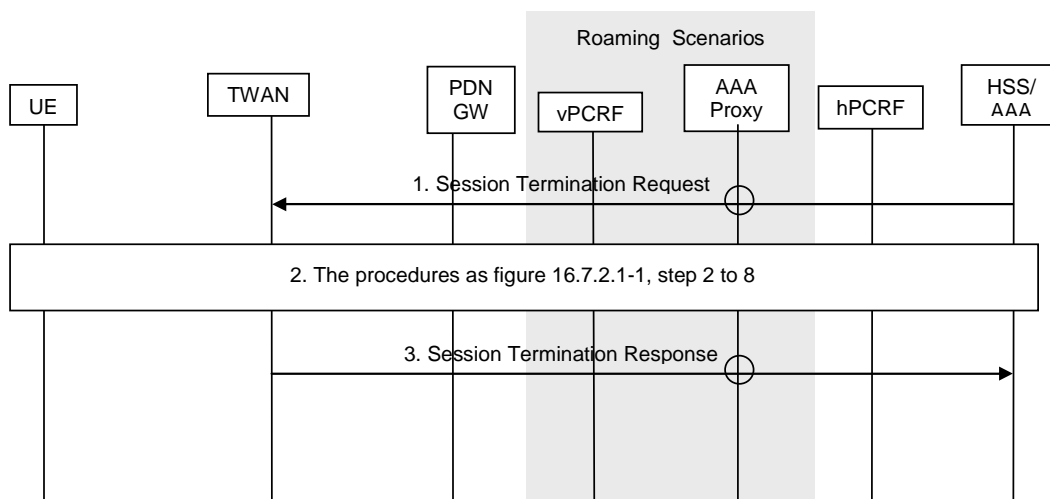 Roaming Scenarios
UE
TWAN
PDN
GW
vPCRF
AAA
Proxy
hPCRF
HSS/
AAA
1. Session Termination Request
2. The procedures as figure 16.7.2.1-1, step 2 to 8
3. Session Termination Response